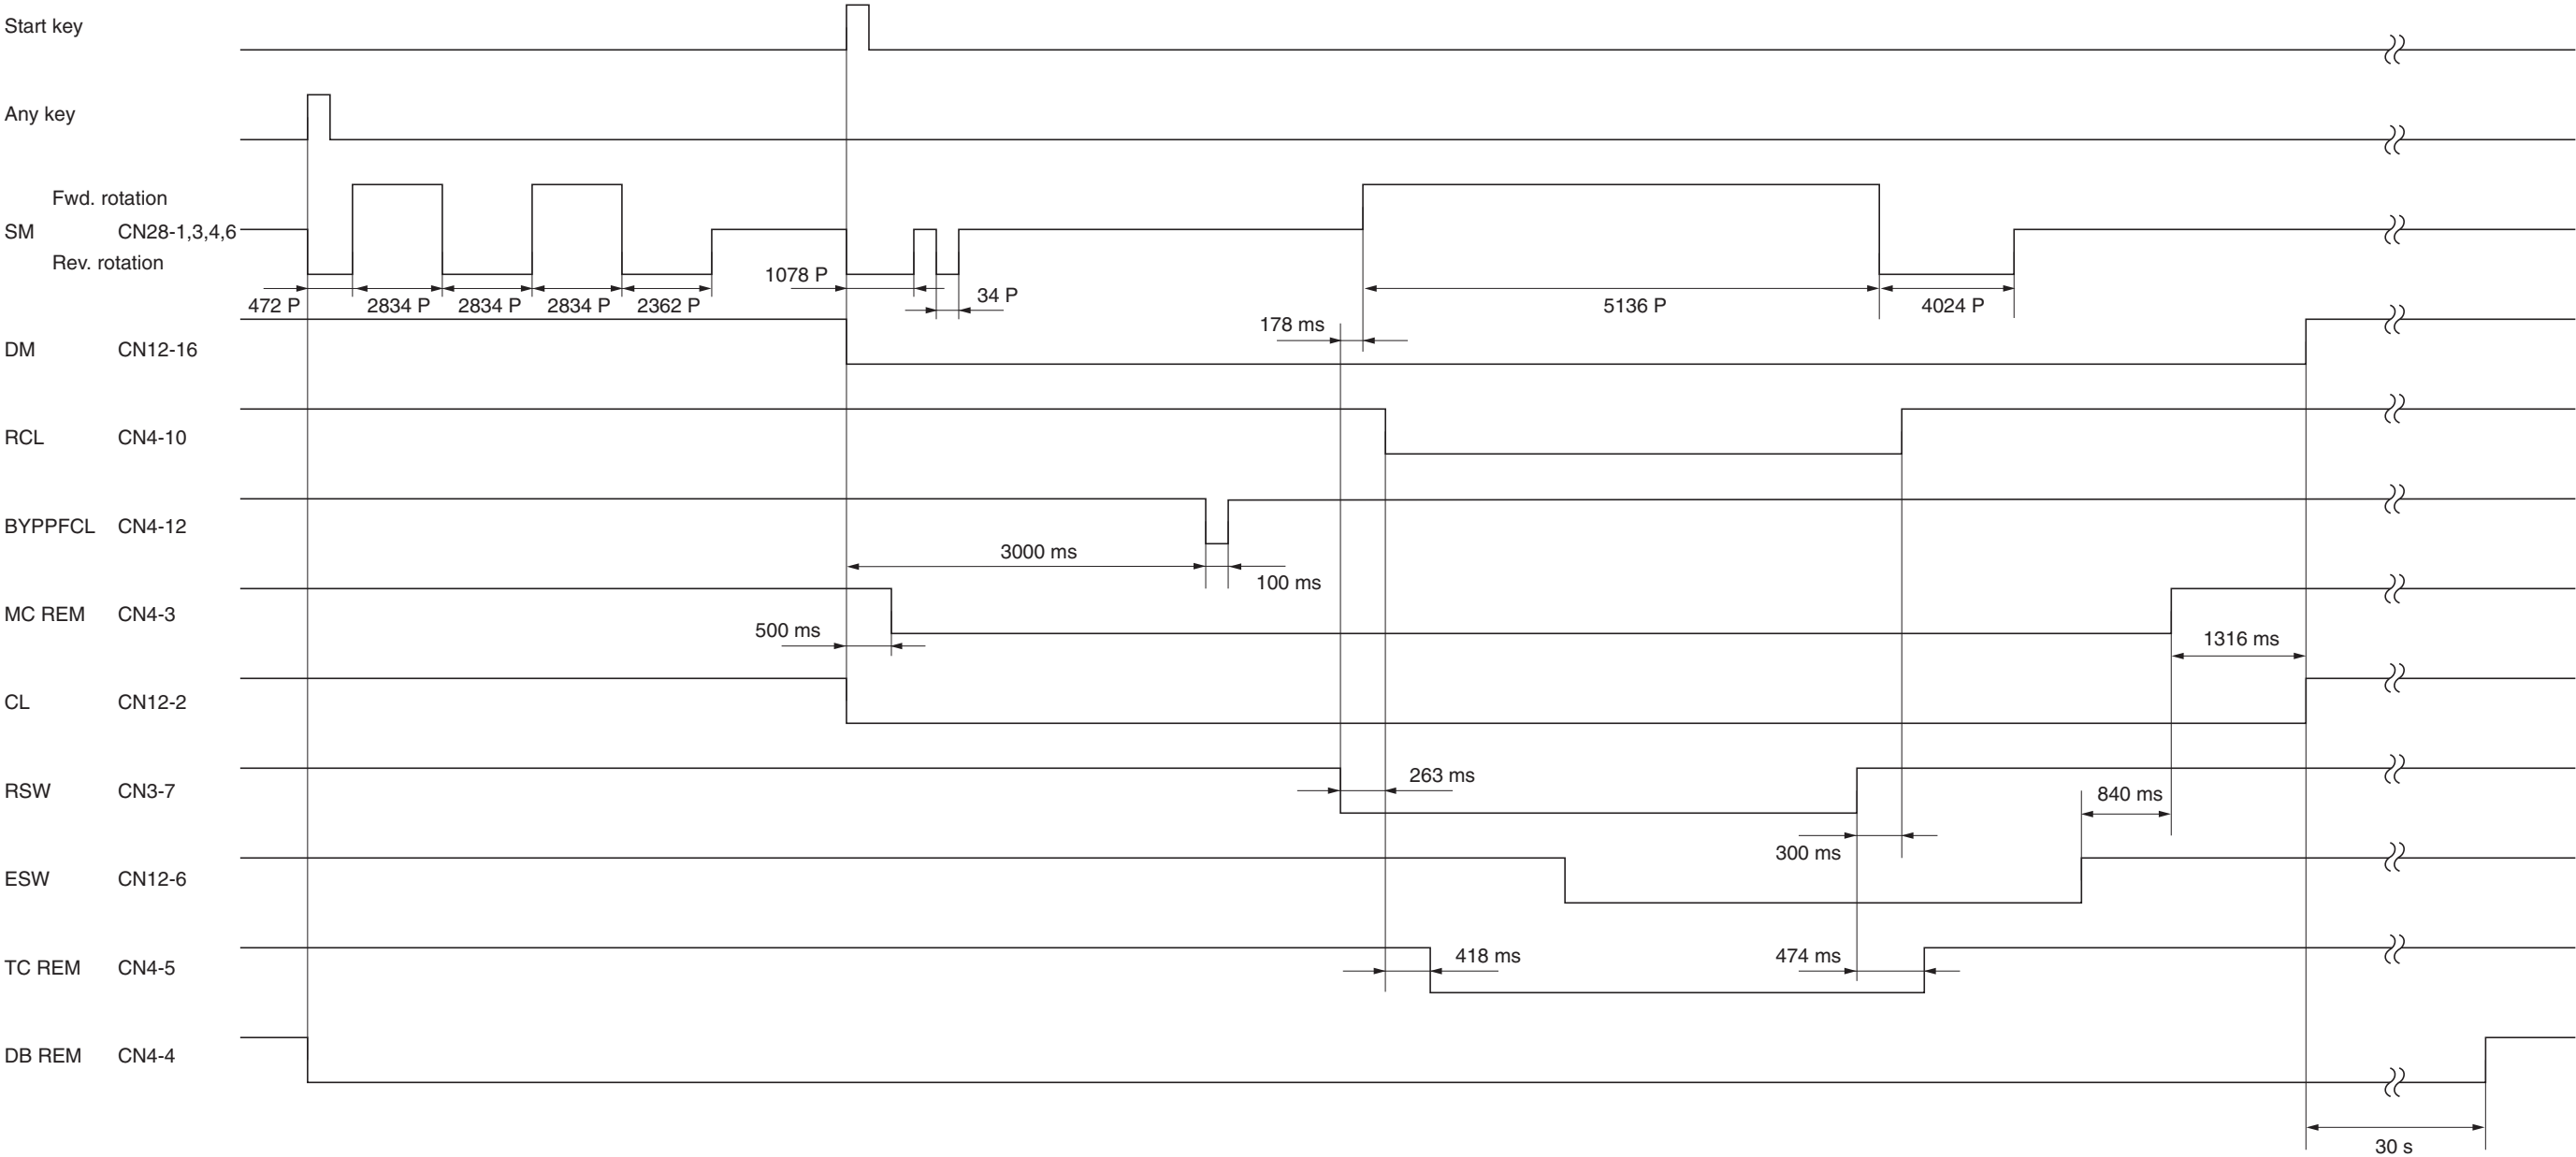 Start key
Any key
Fwd. rotation
SM CN28-1,3,4,6
Rev. rotation
472 P 2834 P 2834 P 2834 P 2362 P 1078 P 34 P 5136 P 4024 P
178 ms
DM CN12-16
RCL CN4-10
BYPPFCL CN4-12
3000 ms
100 ms
MC REM CN4-3
500 ms
1316 ms
CL CN12-2
263 ms
RSW CN3-7
840 ms
300 ms
ESW CN12-6
418 ms
474 ms
TC REM CN4-5
DB REM CN4-4
30 s